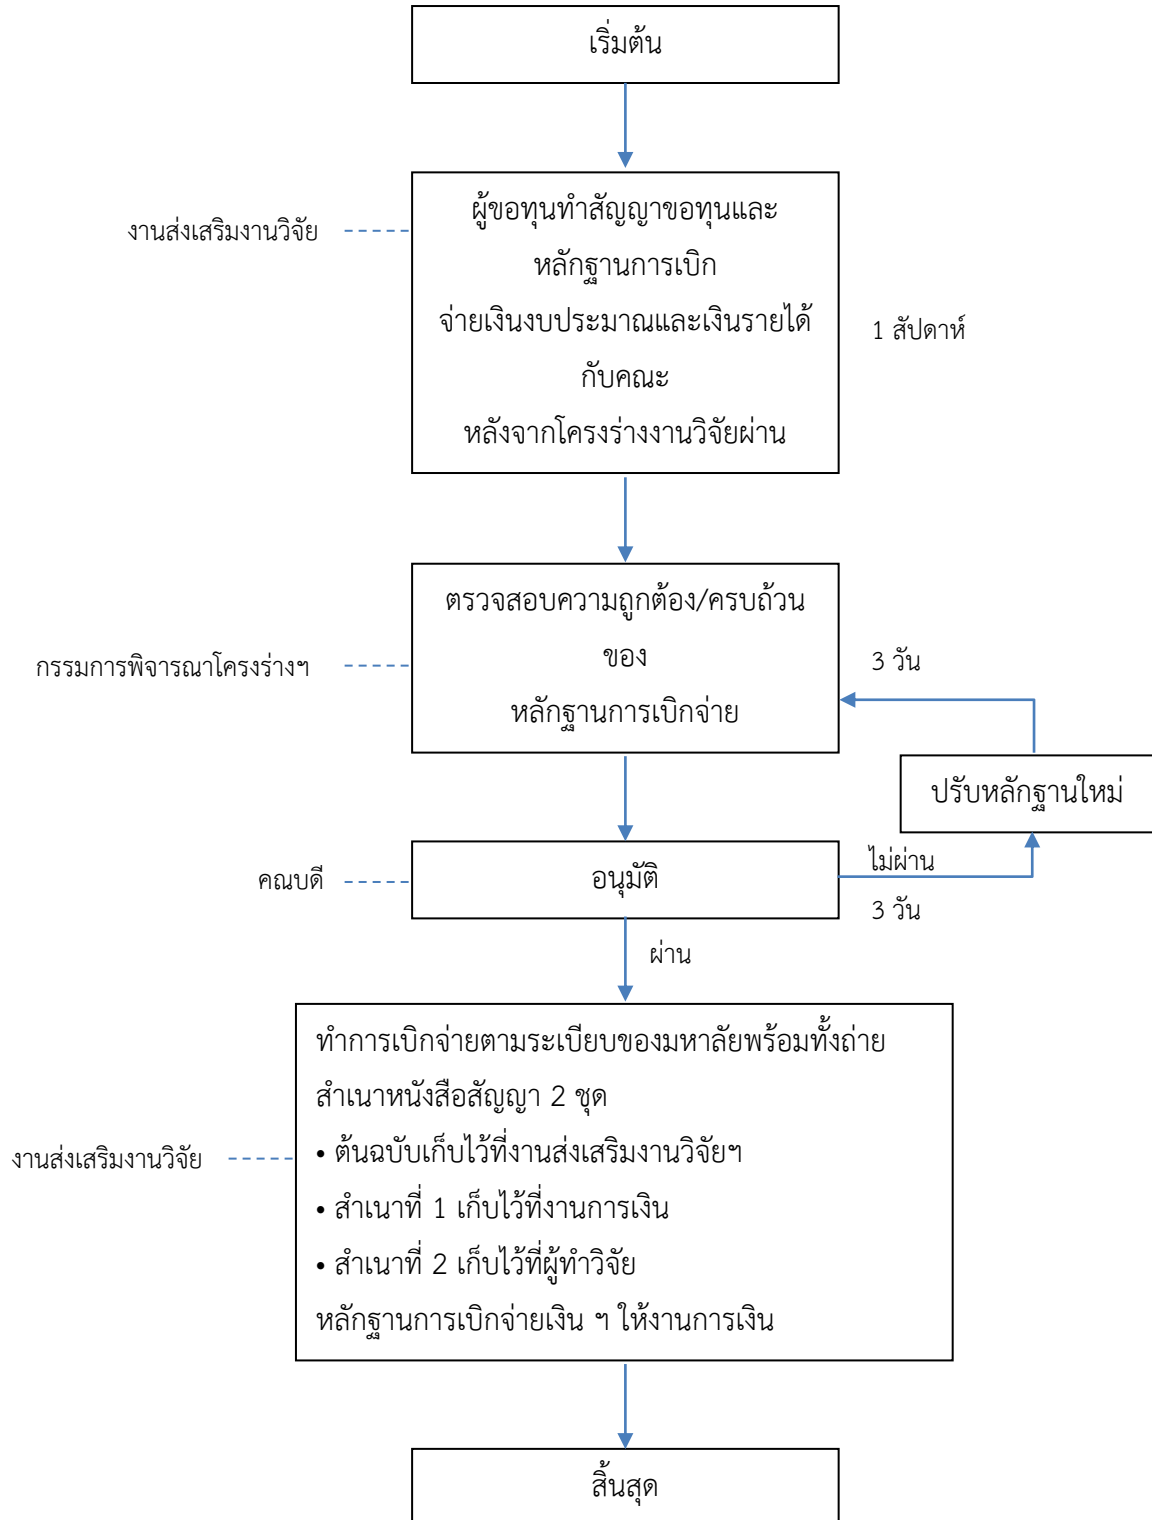 เริ่มต้น
งานส่งเสริมงานวิจัย
ผู้ขอทุนทำสัญญาขอทุนและ
หลักฐานการเบิก
จ่ายเงินงบประมาณและเงินรายได้
กับคณะ
หลังจากโครงร่างงานวิจัยผ่าน
1 สัปดาห์
กรรมการพิจารณาโครงร่างฯ
ตรวจสอบความถูกต้อง/ครบถ้วน
ของ
หลักฐานการเบิกจ่าย
3 วัน
ปรับหลักฐานใหม่
คณบดี
อนุมัติ
ไม่ผ่าน
3 วัน
ผ่าน
งานส่งเสริมงานวิจัย
ทำการเบิกจ่ายตามระเบียบของมหาลัยพร้อมทั้งถ่าย
สำเนาหนังสือสัญญา 2 ชุด
• ต้นฉบับเก็บไว้ที่งานส่งเสริมงานวิจัยฯ
• สำเนาที่ 1 เก็บไว้ที่งานการเงิน
• สำเนาที่ 2 เก็บไว้ที่ผู้ทำวิจัย
หลักฐานการเบิกจ่ายเงิน ฯ ให้งานการเงิน
สิ้นสุด